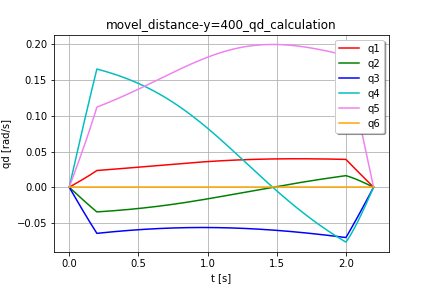 movel_distance-y=400_qd_calculation
qd [rad/s]
0.20
0.15
0.10
0.05
0.00
−0.05
0.0 0.5 1.0 1.5 2.0
t [s]
q1
q2
q3
q4
q5
q6